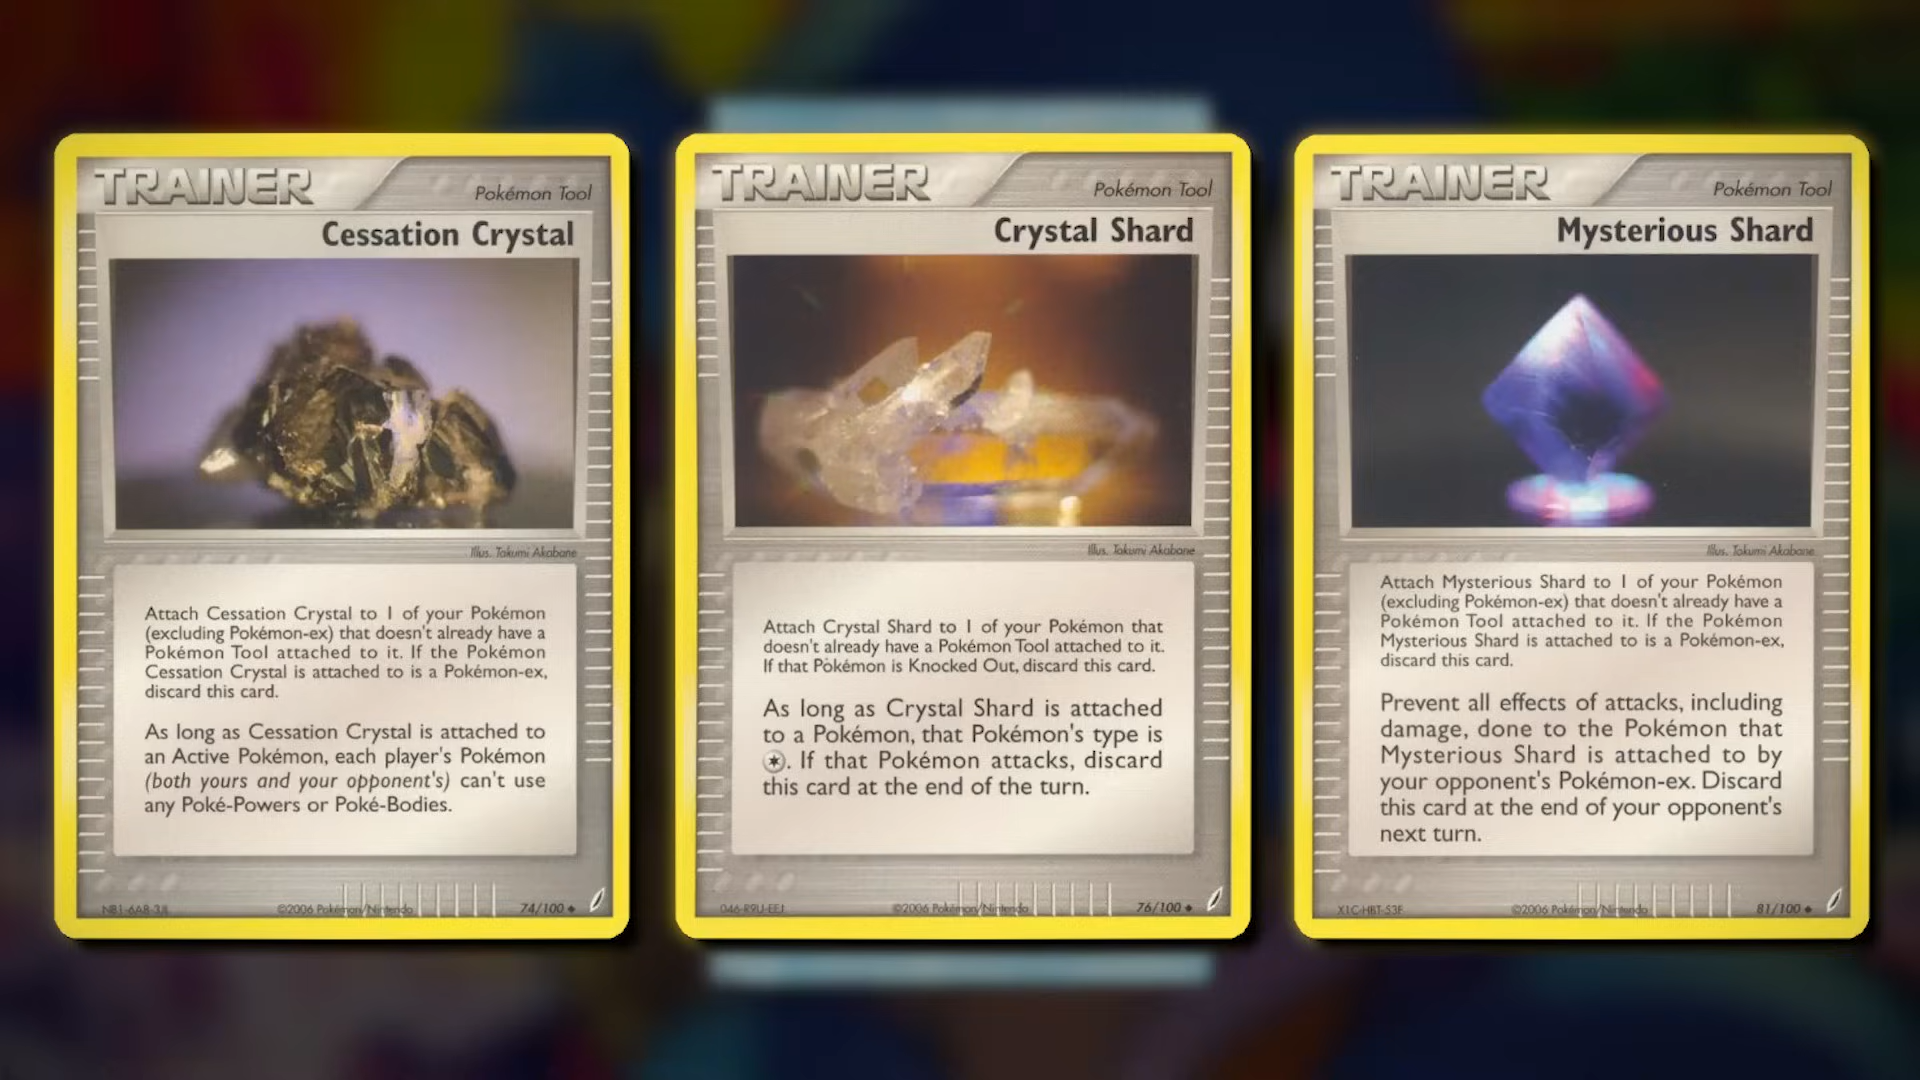 TRAINER
Pokémon Tool
Cessation Crystal
Illus. Takumi Akabane
Attach Cessation Crystal to 1 of your Pokémon
(excluding Pokémon-ex) that doesn't already have a
Pokémon Tool attached to it. If the Pokémon
Cessation Crystal is attached to is a Pokémon-ex,
discard this card.
As long as Cessation Crystal is attached to
an Active Pokémon, each player's Pokémon
(both yours and your opponent's) can't use
any Poké-Powers or Poké-Bodies.
©2006 Pokémon/Nintendo
74/100
TRAINER
Pokémon Tool
Crystal Shard
Illus. Takumi Akabane
Attach Crystal Shard to 1 of your Pokémon that
doesn't already have a Pokémon Tool attached to it.
If that Pokémon is Knocked Out, discard this card.
As long as Crystal Shard is attached
to a Pokémon, that Pokémon's type is
. If that Pokémon attacks, discard
this card at the end of the turn.
046-R9U-EEJ
©2006 Pokémon/Nintendo
76/100
TRAINER
Pokémon Tool
Mysterious Shard
Illus. Takumi Akabane
Attach Mysterious Shard to 1 of your Pokémon
(excluding Pokémon-ex) that doesn't already have a
Pokémon Tool attached to it. If the Pokémon
Mysterious Shard is attached to is a Pokémon-ex,
discard this card.
Prevent all effects of attacks, including
damage, done to the Pokémon that
Mysterious Shard is attached to by
your opponent's Pokémon-ex. Discard
this card at the end of your opponent's
next turn.
X1C-HBT-53F
©2006 Pokémon/Nintendo
81/100